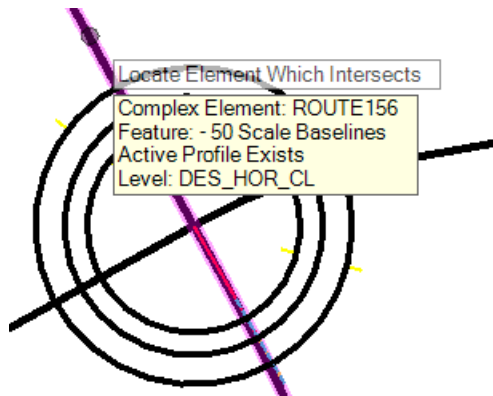 Locate Element Which Intersects
Complex Element: ROUTE156
Feature: - 50 Scale Baselines
Active Profile Exists
Level: DES_HOR_CL